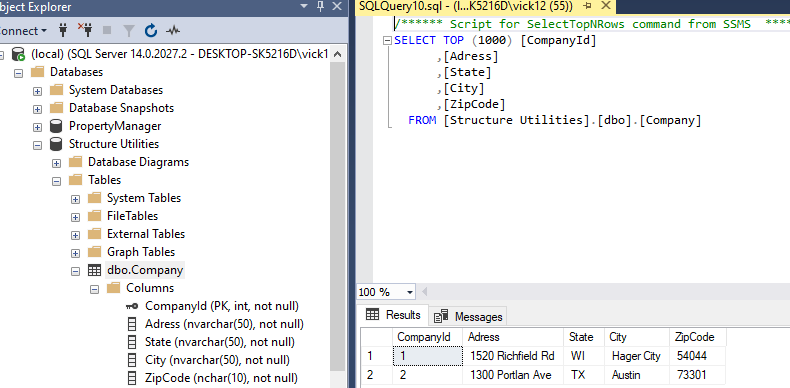 bject Explorer
onnect
(local) (SQL Server 14.0.2027.2 - DESKTOP-SK5216D\vick1
Databases
System Databases
Database Snapshots
PropertyManager
Structure Utilities
Database Diagrams
Tables
System Tables
FileTables
External Tables
Graph Tables
dbo.Company
Columns
CompanyId (PK, int, not null)
Adress (nvarchar(50), not null)
State (nvarchar(50), not null)
City (nvarchar(50), not null)
ZipCode (nchar(10), not null)
SQLQuery10.sql - (l...K5216D\vick12 (55))
/****** Script for SelectTopNRows command from SSMS ****
SELECT TOP (1000) [CompanyId]
,[Adress]
,[State]
,[City]
,[ZipCode]
FROM [Structure Utilities].[dbo].[Company]
100 %
Results Messages
CompanyId Adress State City ZipCode
1 1 1520 Richfield Rd WI Hager City 54044
2 2 1300 Portlan Ave TX Austin 73301